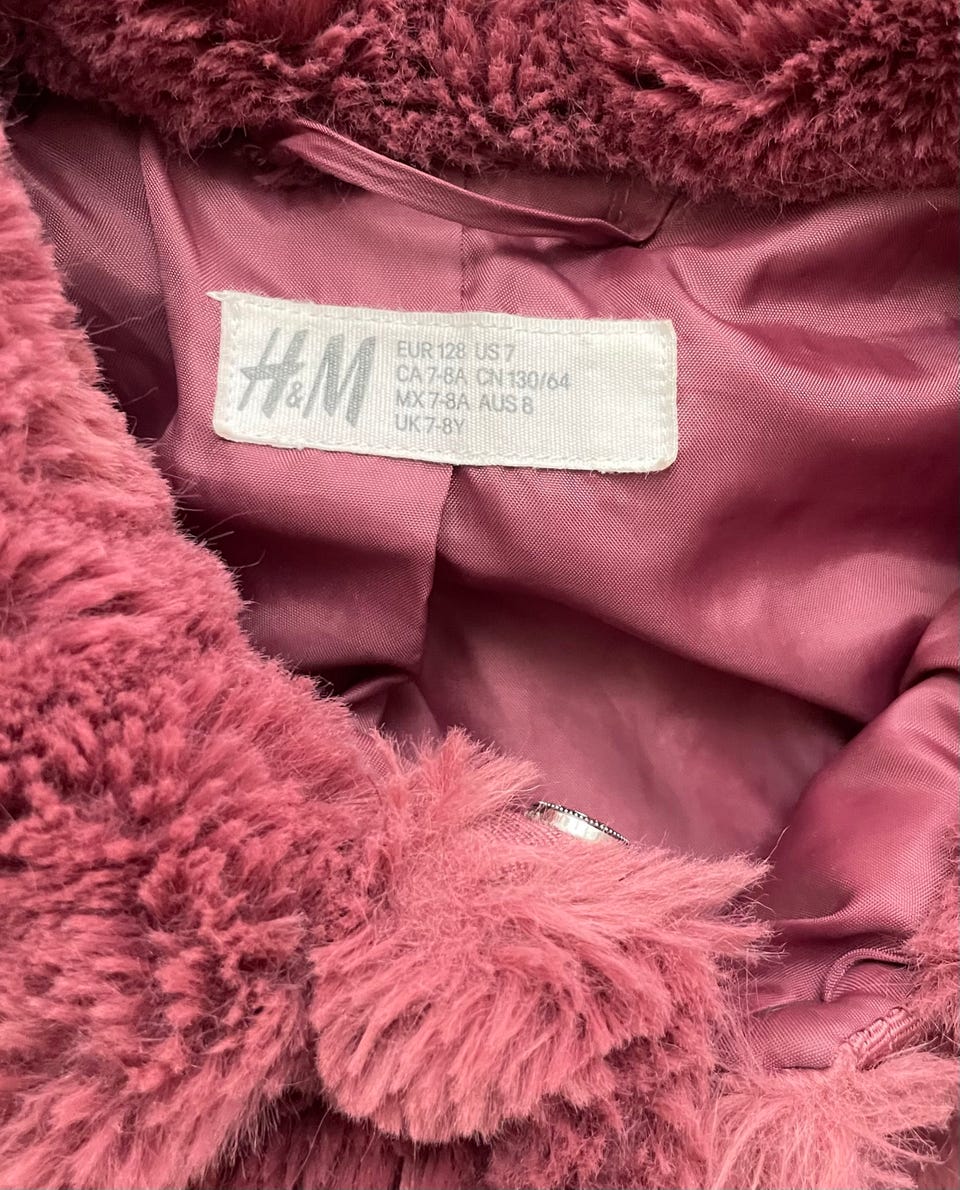 H&M
EUR 128 US 7
CA 7-8A CN 130/64
MX 7-8A AUS 8
UK 7-8Y